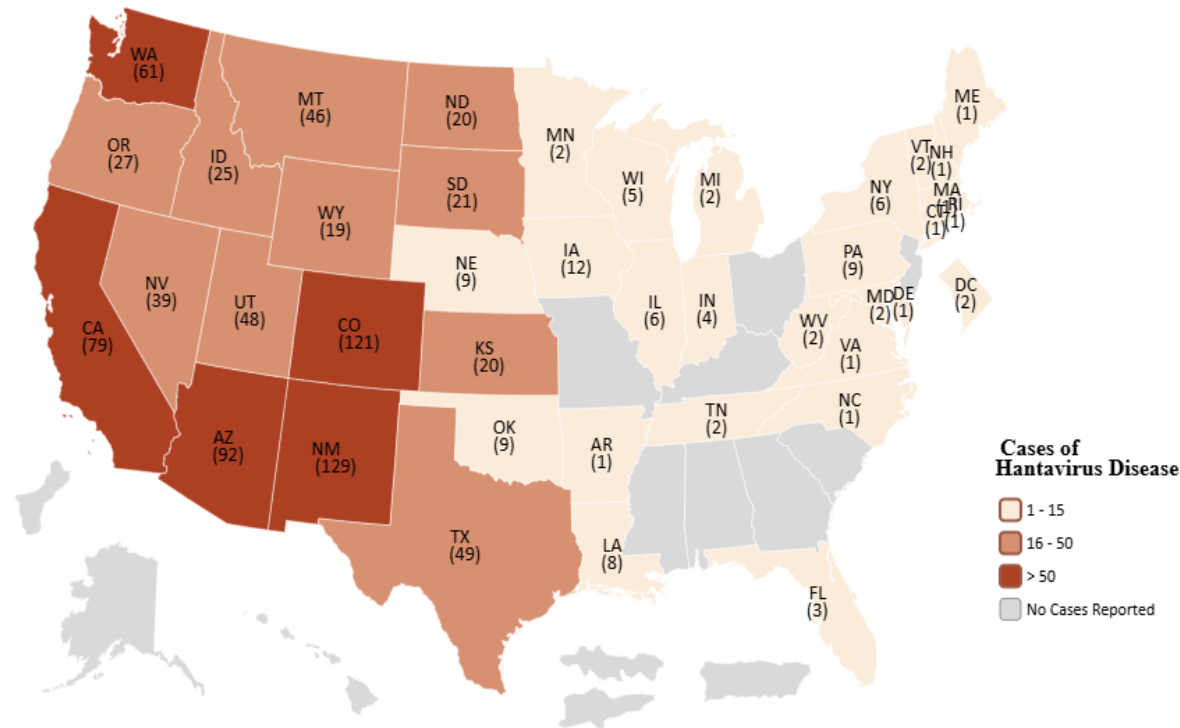 WA
(61)
MT
(46)
ND
(20)
MN
(2)
ME
(1)
OR
(27)
ID
(25)
SD
(21)
WI
(5)
MI
(2)
VT
(2)
NH
(1)
NY
(6)
MA
RI
(1)
CT
(1)
WY
(19)
NE
(9)
IA
(12)
PA
(9)
NV
(39)
UT
(48)
CO
(121)
IL
(6)
IN
(4)
MD
(2)
DE
(1)
DC
(2)
CA
(79)
KS
(20)
WV
(2)
VA
(1)
AZ
(92)
NM
(129)
OK
(9)
AR
(1)
TN
(2)
NC
(1)
TX
(49)
LA
(8)
FL
(3)
Cases of
Hantavirus Disease
1 - 15
16 - 50
> 50
No Cases Reported